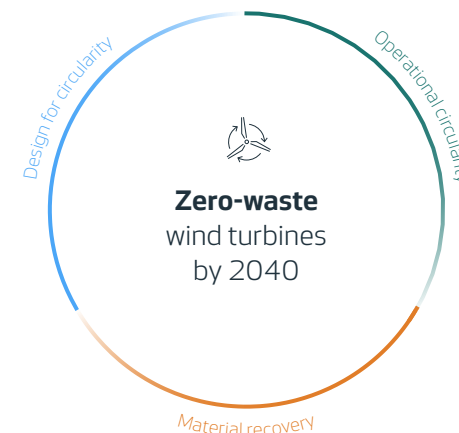 Design for circularity
Operational circularity
Zero-waste
wind turbines
by 2040
Material recovery